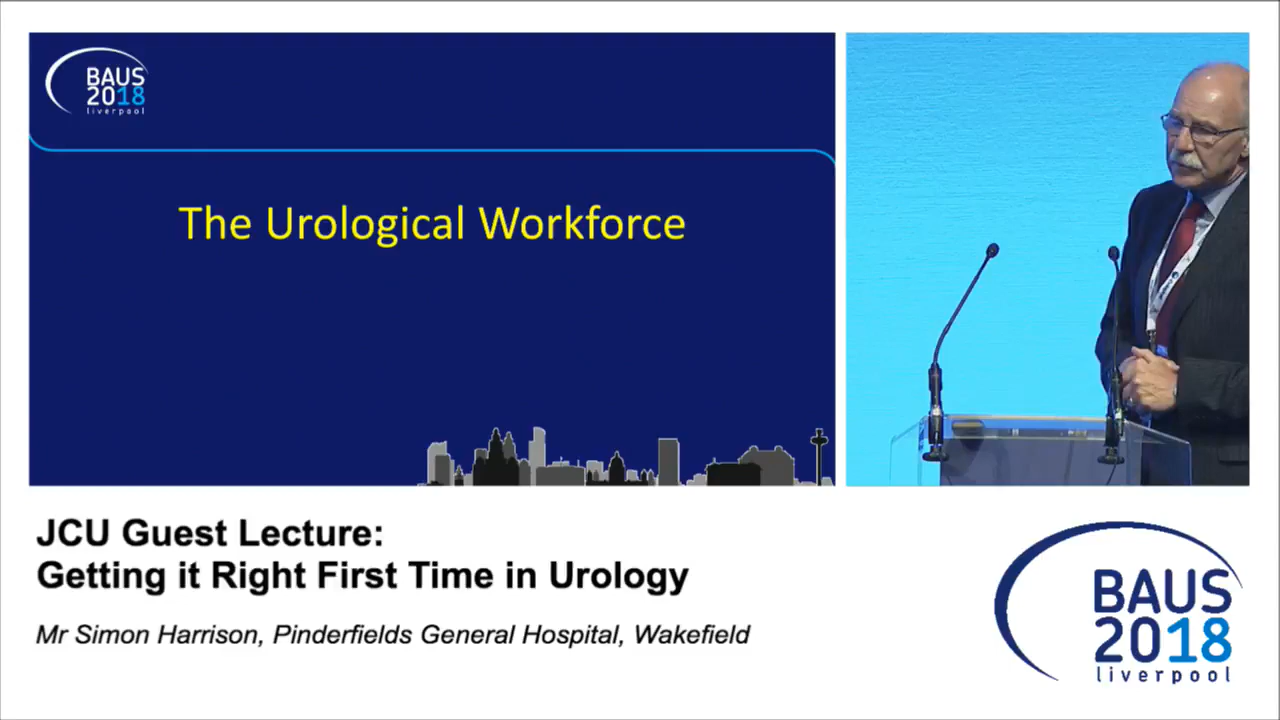 BAUS
2018
liverpool
The Urological Workforce
JCU Guest Lecture:
Getting it Right First Time in Urology
Mr Simon Harrison, Pinderfields General Hospital, Wakefield
BAUS
2018
liverpool